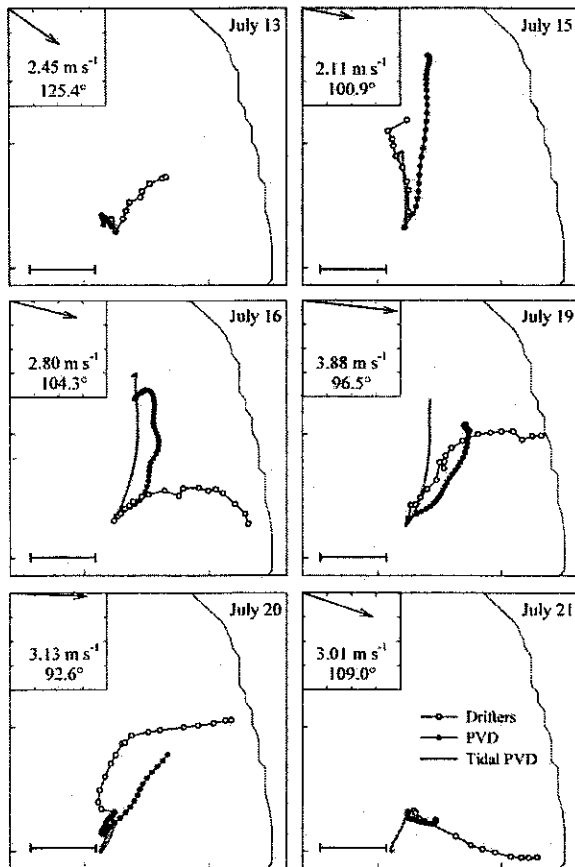 July 13
2.45 m s⁻¹
125.4°
July 15
2.11 m s⁻¹
100.9°
July 16
2.80 m s⁻¹
104.3°
July 19
3.88 m s⁻¹
96.5°
July 20
3.13 m s⁻¹
92.6°
July 21
3.01 m s⁻¹
109.0°
Drifters
PVD
Tidal PVD